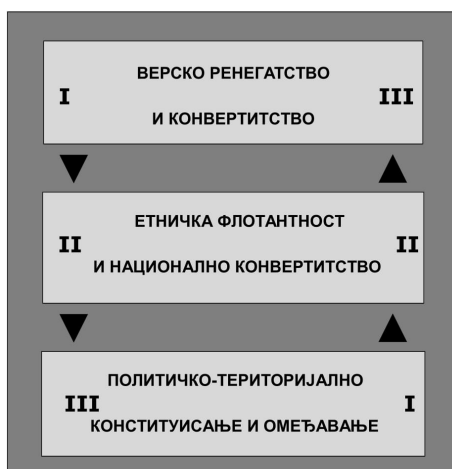 ВЕРСКО РЕНЕГАТСТВО
I III
И КОНВЕРТИТСТВО
ЕТНИЧКА ФЛОТАНТНОСТ
II II
И НАЦИОНАЛНО КОНВЕРТИТСТВО
ПОЛИТИЧКО-ТЕРИТОРИЈАЛНО
III I
КОНСТИТУИСАЊЕ И ОМЕЂАВАЊЕ